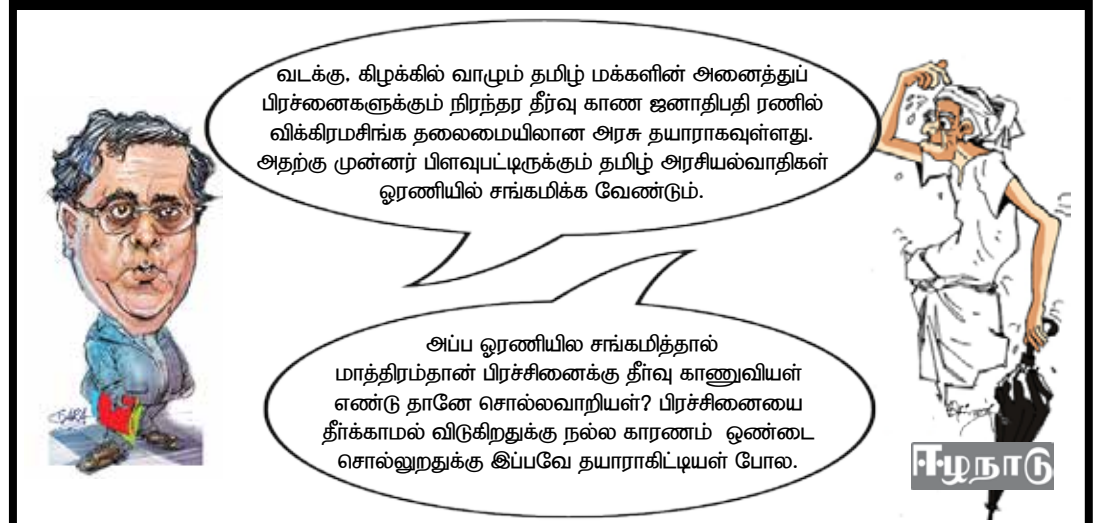 வடக்கு, கிழக்கில் வாழும் தமிழ் மக்களின் அனைத்துப்
பிரச்னைகளுக்கும் நிரந்தர தீர்வு காண ஜனாதிபதி ரணில்
விக்கிரமசிங்க தலைமையிலான அரசு தயாராகவுள்ளது.
அதற்கு முன்னர் பிளவுபட்டிருக்கும் தமிழ் அரசியல்வாதிகள்
ஓரணியில் சங்கமிக்க வேண்டும்.
அப்ப ஓரணியில சங்கமித்தால்
மாத்திரம்தான் பிரச்சினைக்கு தீர்வு காணுவியள்
எண்டு தானே சொல்லவாறியள்? பிரச்சினையை
தீர்க்காமல் விடுகிறதுக்கு நல்ல காரணம் ஒண்டை
சொல்லுறதுக்கு இப்பவே தயாராகிட்டியள் போல.
ஈழநாடு